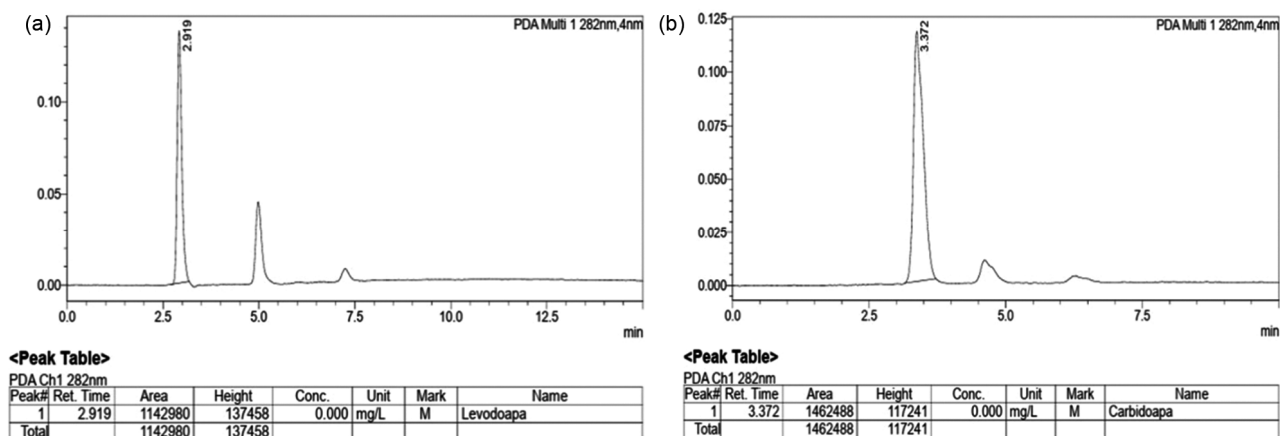 (a)
PDA Multi 1 282nm,4nm
2.919
0.10
0.05
0.00
0.0 2.5 5.0 7.5 10.0 12.5
min
<Peak Table>
PDA Ch1 282nm
Peak# Ret. Time Area Height Conc. Unit Mark Name
1 2.919 1142980 137458 0.000 mg/L M Levodoapa
Total 1142980 137458
(b)
PDA Multi 1 282nm,4nm
3.372
0.125
0.100
0.075
0.050
0.025
0.000
0.0 2.5 5.0 7.5
min
<Peak Table>
PDA Ch1 282nm
Peak# Ret. Time Area Height Conc. Unit Mark Name
1 3.372 1462488 117241 0.000 mg/L M Carbidoapa
Total 1462488 117241